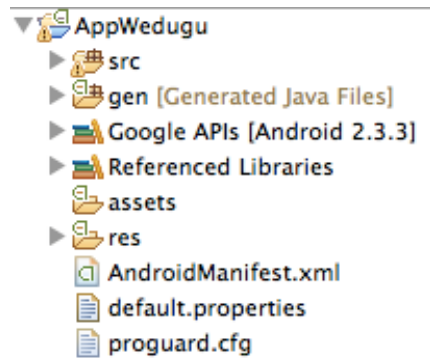 AppWedugu
src
gen [Generated Java Files]
Google APIs [Android 2.3.3]
Referenced Libraries
assets
res
AndroidManifest.xml
default.properties
proguard.cfg